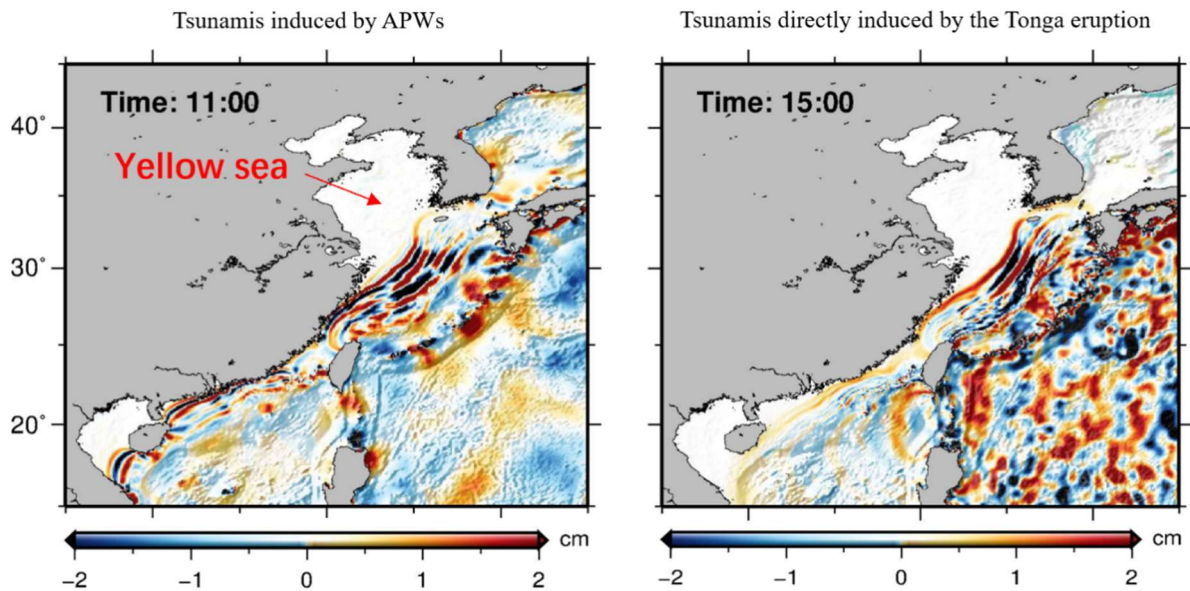 Tsunamis induced by APWs
Tsunamis directly induced by the Tonga eruption
Time: 11:00
Time: 15:00
40°
Yellow sea
30°
20°
cm
cm
−2 −1 0 1 2
−2 −1 0 1 2